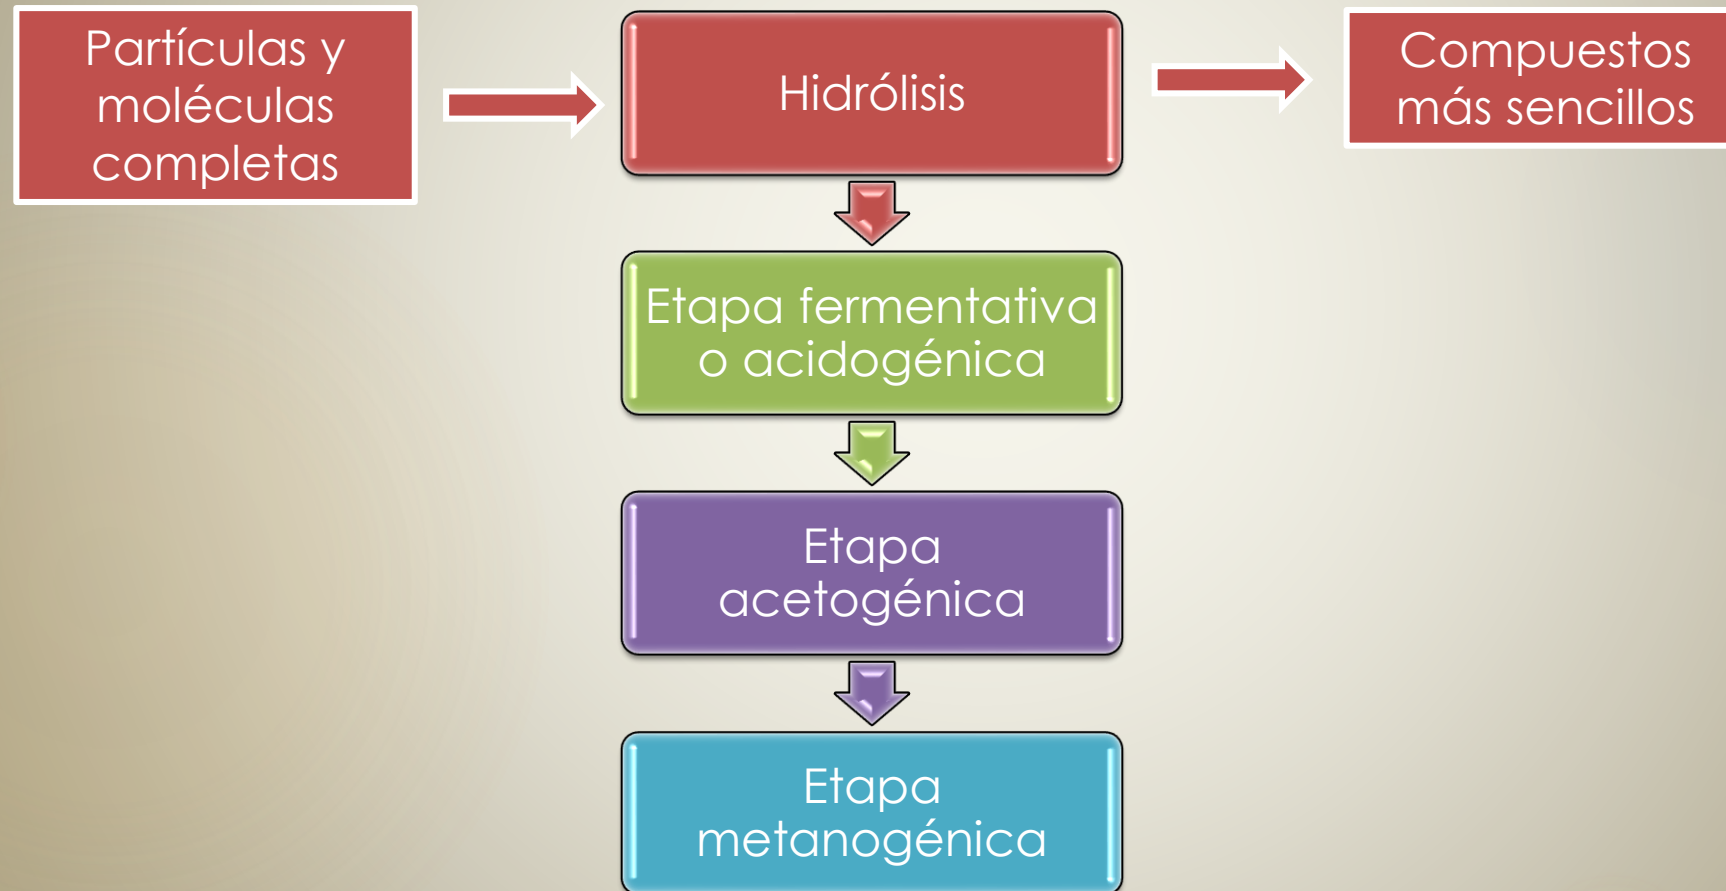 Partículas y
moléculas
completas
Hidrólisis
Compuestos
más sencillos
Etapa fermentativa
o acidogénica
Etapa
acetogénica
Etapa
metanogénica